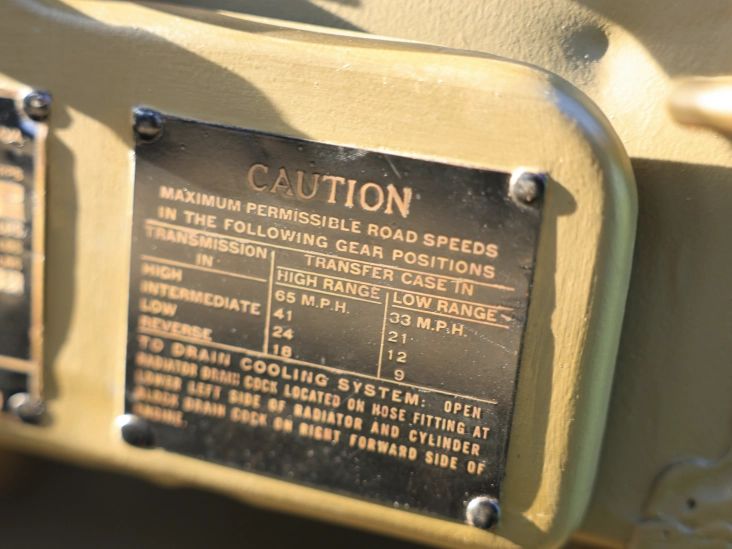 CAUTION
MAXIMUM PERMISSIBLE ROAD SPEEDS
IN THE FOLLOWING GEAR POSITIONS
TRANSMISSION IN TRANSFER CASE IN
HIGH RANGE LOW RANGE
HIGH 65 M.P.H. 33 M.P.H.
INTERMEDIATE 41 21
LOW 24 12
REVERSE 18 9
TO DRAIN COOLING SYSTEM: OPEN
RADIATOR DRAIN COCK LOCATED ON HOSE FITTING AT
LOWER LEFT SIDE OF RADIATOR AND CYLINDER
BLOCK DRAIN COCK ON RIGHT FORWARD SIDE OF
ENGINE.